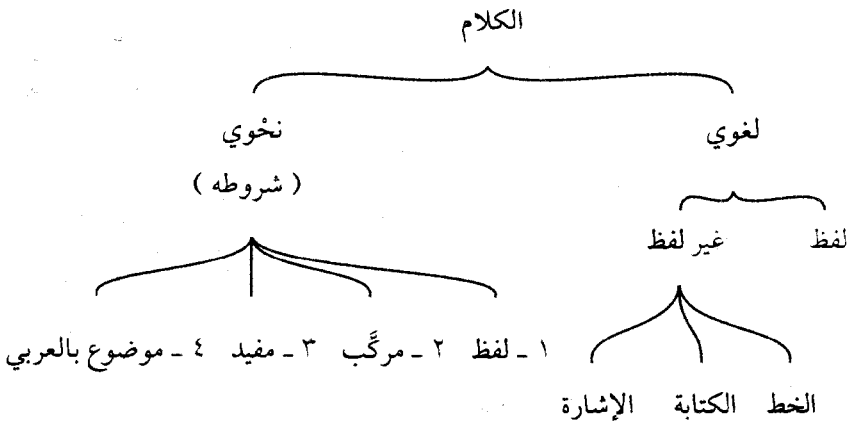 الكلام
لغوي نحْوي
( شروطه )
لفظ غير لفظ
١ ـ لفظ ٢ ـ مركَّب ٣ ـ مفيد ٤ ـ موضوع بالعربي
الخط الكتابة الإشارة